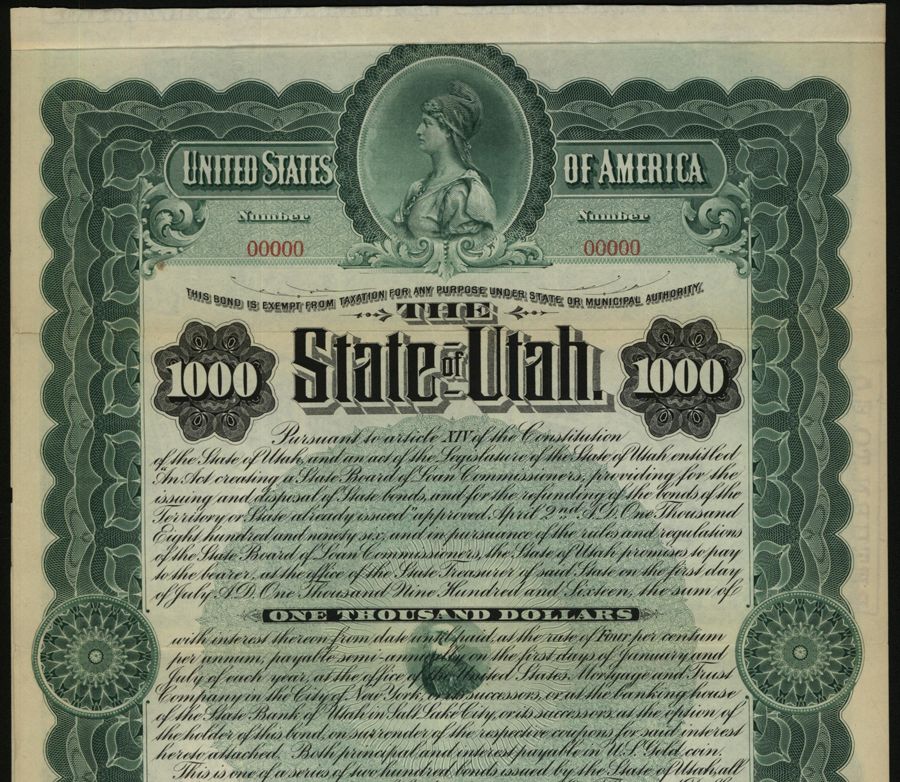 UNITED STATES OF AMERICA
Number Number
00000 00000
THIS BOND IS EXEMPT FROM TAXATION FOR ANY PURPOSE UNDER STATE OR MUNICIPAL AUTHORITY.
THE
1000 State of Utah. 1000
Pursuant to article XIV of the Constitution
of the State of Utah, and an act of the Legislature of the State of Utah entitled
"An Act creating a State Board of Loan Commissioners, providing for the
issuing and disposal of State bonds, and for the refunding of the bonds of the
Territory or State already issued" approved April 2nd A.D. One Thousand
Eight hundred and ninety six, and in pursuance of the rules and regulations
of the State Board of Loan Commissioners, the State of Utah promises to pay
to the bearer, at the office of the State Treasurer of said State on the first day
of July A.D. One Thousand Nine Hundred and Sixteen, the sum of
ONE THOUSAND DOLLARS
with interest thereon from date until paid, at the rate of Four per centum
per annum, payable semi-annually on the first days of January and
July of each year, at the office of the United States Mortgage and Trust
Company in the City of New York, or its successors, or at the banking house
of the State Bank of Utah in Salt Lake City, or its successors, at the option of
the holder of this bond, on surrender of the respective coupons for said interest
hereto attached. Both principal and interest payable in U.S. Gold coin.
This is one of a series of two hundred bonds issued by the State of Utah, all